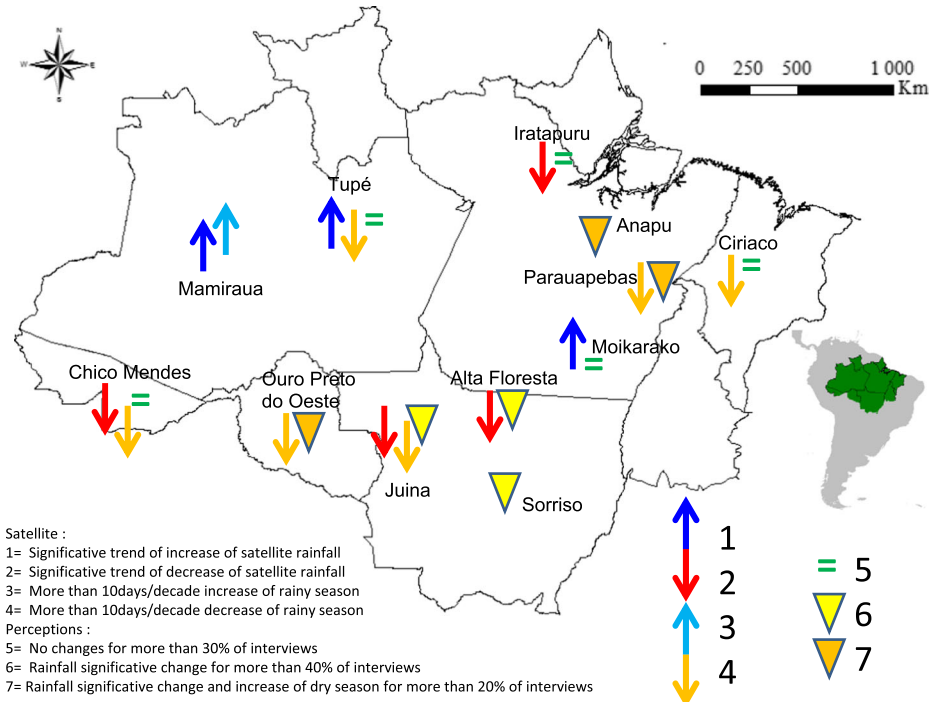 N
W E
S
0 250 500 1 000
Km
Iratapuru
Tupé
Anapu
Ciriaco
Parauapebas
Mamiraua
Moikarako
Chico Mendes
Ouro Preto
do Oeste
Alta Floresta
Juina
Sorriso
Satellite :
1= Significative trend of increase of satellite rainfall
2= Significative trend of decrease of satellite rainfall
3= More than 10days/decade increase of rainy season
4= More than 10days/decade decrease of rainy season
Perceptions :
5= No changes for more than 30% of interviews
6= Rainfall significative change for more than 40% of interviews
7= Rainfall significative change and increase of dry season for more than 20% of interviews
1
2
3
4
5
6
7